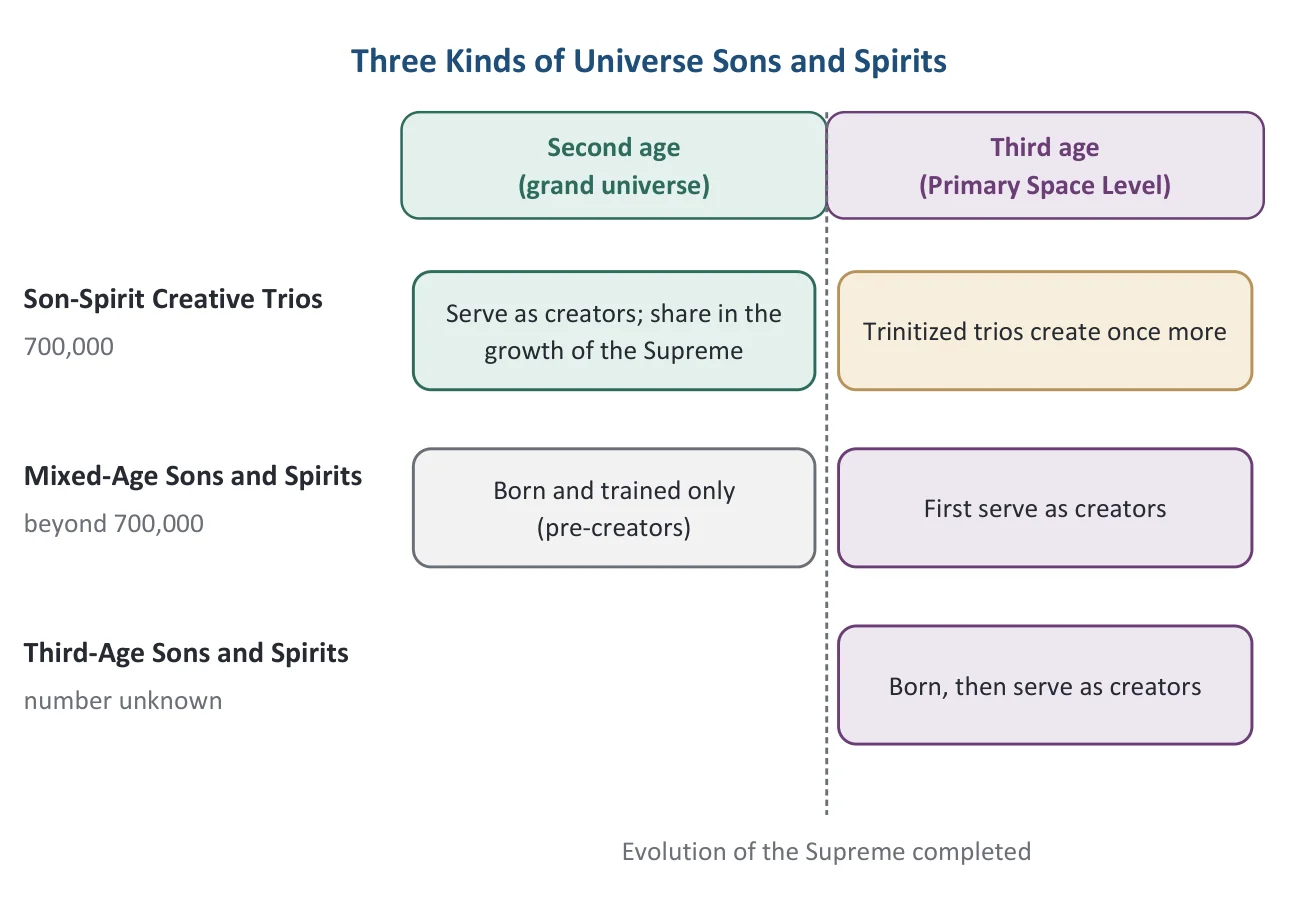 Three Kinds of Universe Sons and Spirits
Second age
(grand universe)
Third age
(Primary Space Level)
Son-Spirit Creative Trios
700,000
Serve as creators; share in the
growth of the Supreme
Trinitized trios create once more
Mixed-Age Sons and Spirits
beyond 700,000
Born and trained only
(pre-creators)
First serve as creators
Third-Age Sons and Spirits
number unknown
Born, then serve as creators
Evolution of the Supreme completed